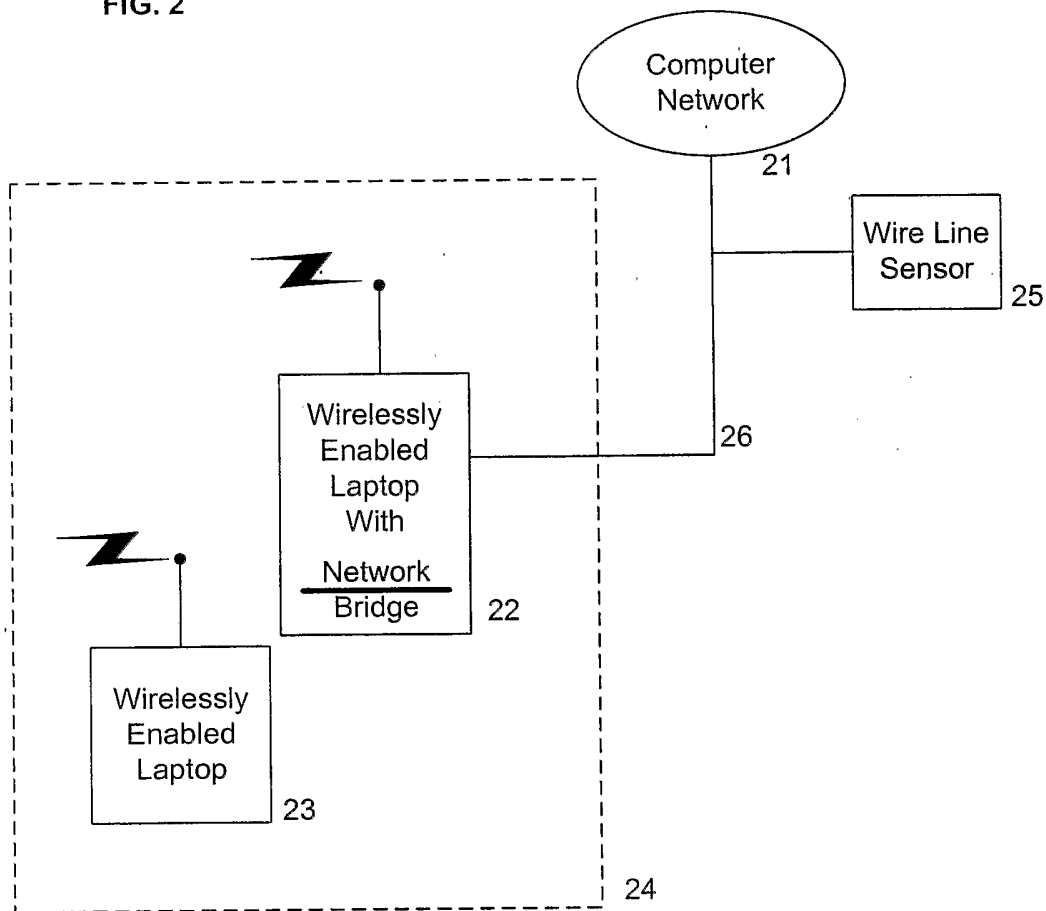 FIG. 2
Computer
Network
21
Wire Line
Sensor
25
Wirelessly
Enabled
Laptop
With
Network
Bridge
22
26
Wirelessly
Enabled
Laptop
23
24